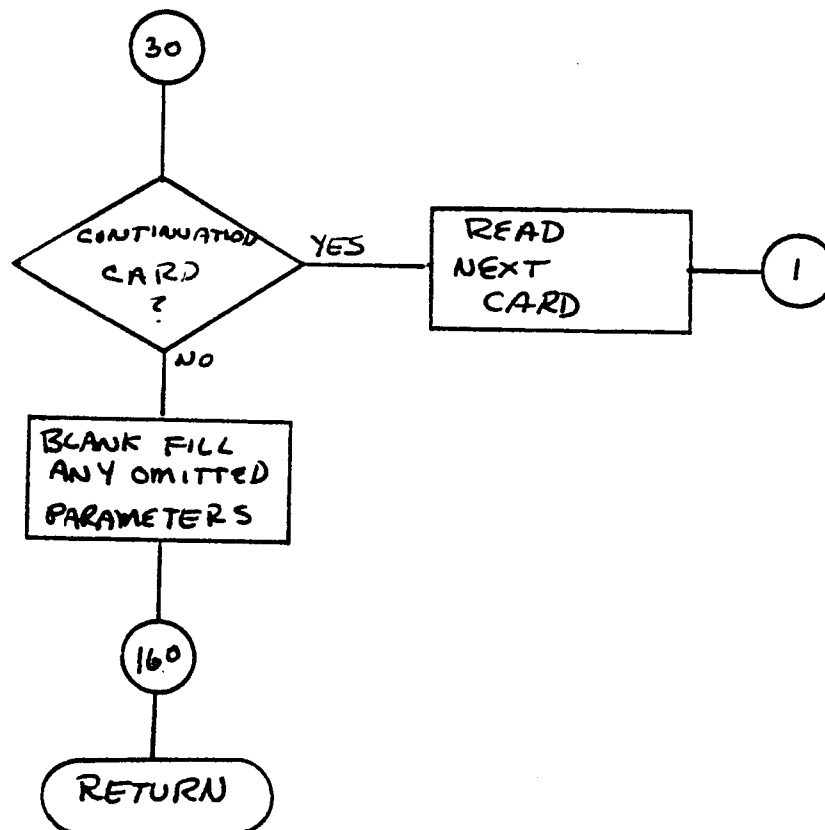 30
CONTINUATION
CARD
?
YES
READ
NEXT
CARD
1
NO
BLANK FILL
ANY OMITTED
PARAMETERS
160
RETURN